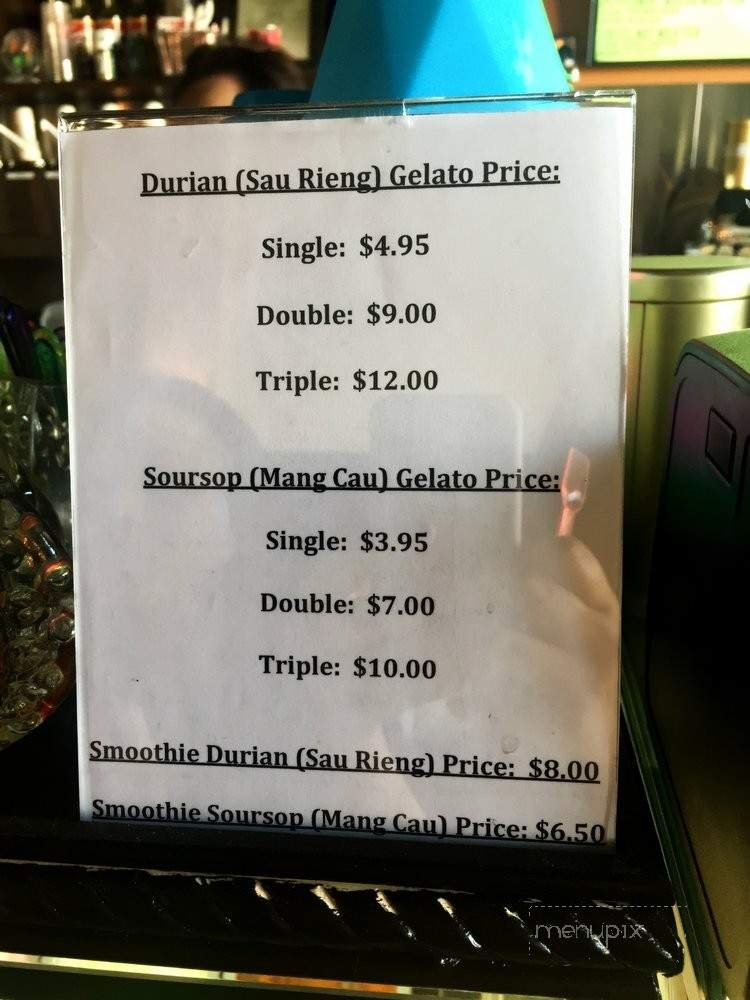 Durian (Sau Rieng) Gelato Price:
Single: $4.95
Double: $9.00
Triple: $12.00
Soursop (Mang Cau) Gelato Price:
Single: $3.95
Double: $7.00
Triple: $10.00
Smoothie Durian (Sau Rieng) Price: $8.00
Smoothie Soursop (Mang Cau) Price: $6.50
menupix